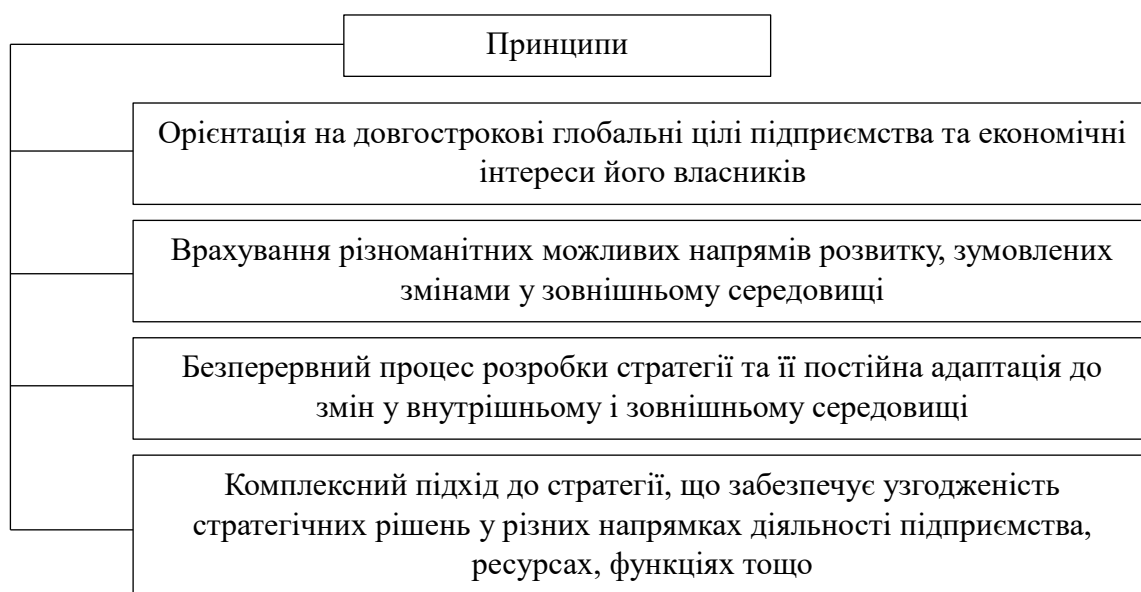 Принципи
Орієнтація на довгострокові глобальні цілі підприємства та економічні
інтереси його власників
Врахування різноманітних можливих напрямів розвитку, зумовлених
змінами у зовнішньому середовищі
Безперервний процес розробки стратегії та її постійна адаптація до
змін у внутрішньому і зовнішньому середовищі
Комплексний підхід до стратегії, що забезпечує узгодженість
стратегічних рішень у різних напрямках діяльності підприємства,
ресурсах, функціях тощо